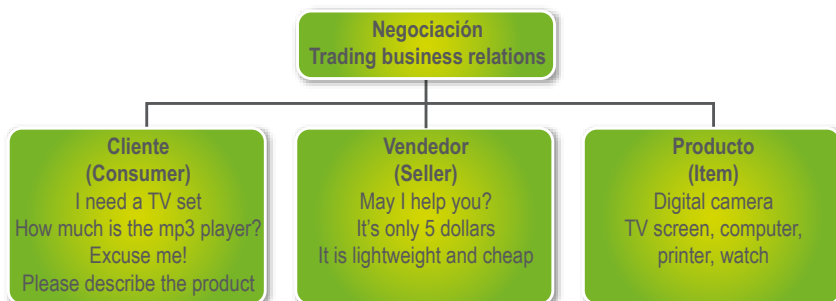 Negociación
Trading business relations
Cliente
(Consumer)
I need a TV set
How much is the mp3 player?
Excuse me!
Please describe the product
Vendedor
(Seller)
May I help you?
It's only 5 dollars
It is lightweight and cheap
Producto
(Item)
Digital camera
TV screen, computer,
printer, watch